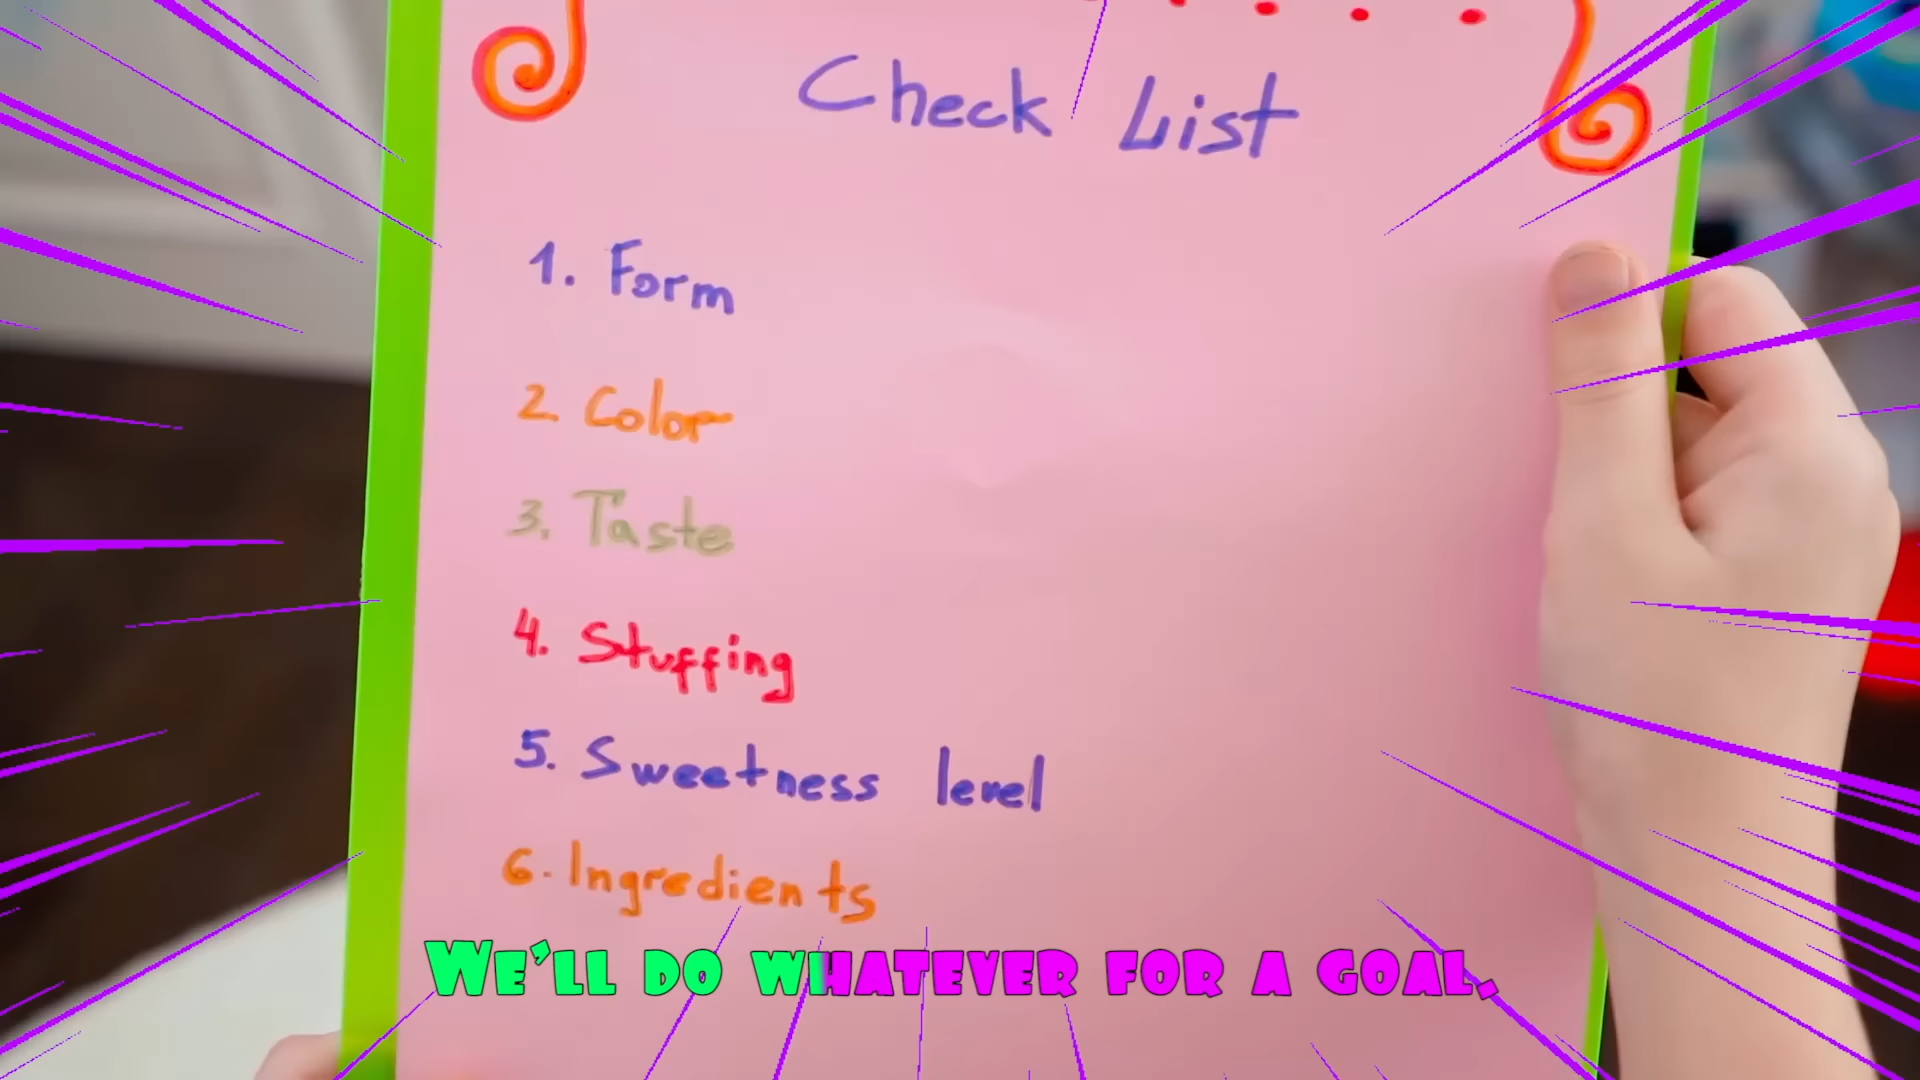 Check List
1. Form
2. Color
3. Taste
4. Stuffing
5. Sweetness level
6. Ingredients
We'll do whatever for a goal.